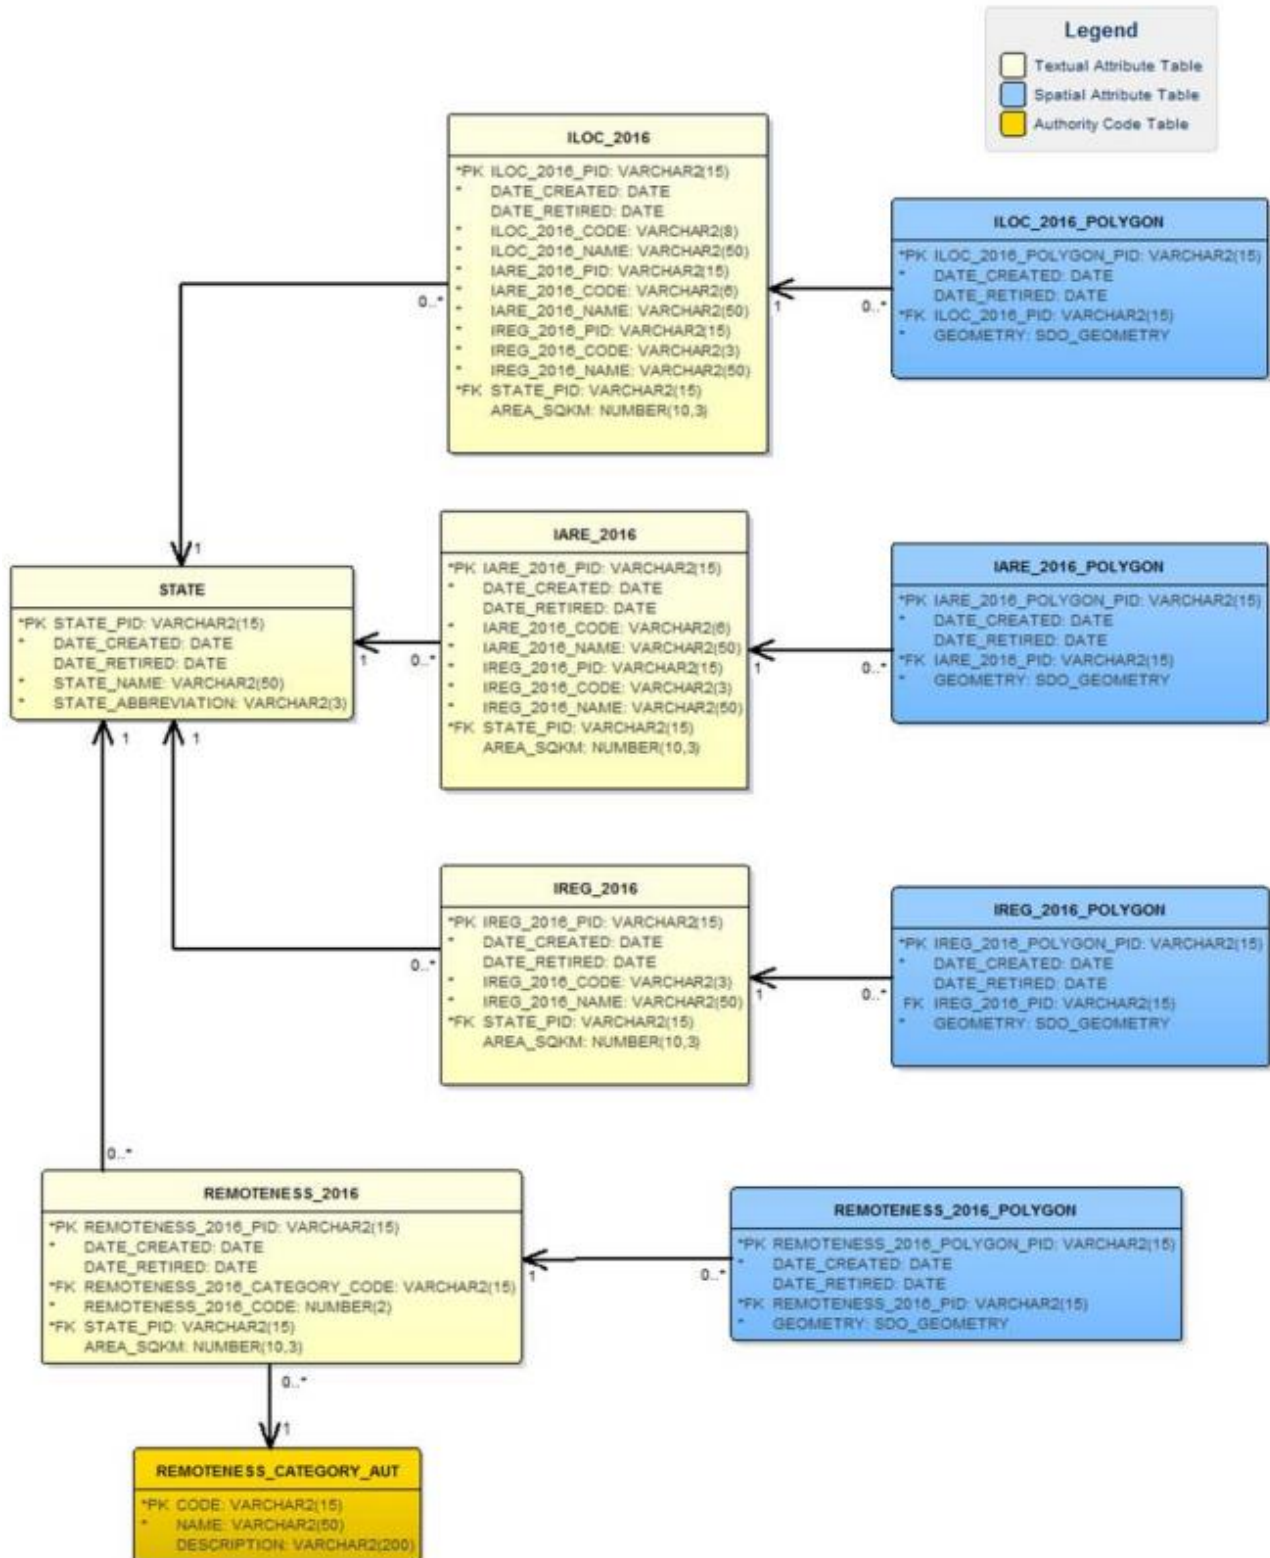 Legend
Textual Attribute Table
Spatial Attribute Table
Authority Code Table
ILOC_2016
*PK ILOC_2016_PID: VARCHAR2(15)
* DATE_CREATED: DATE
DATE_RETIRED: DATE
* ILOC_2016_CODE: VARCHAR2(8)
* ILOC_2016_NAME: VARCHAR2(50)
* IARE_2016_PID: VARCHAR2(15)
* IARE_2016_CODE: VARCHAR2(6)
* IARE_2016_NAME: VARCHAR2(50)
* IREG_2016_PID: VARCHAR2(15)
* IREG_2016_CODE: VARCHAR2(3)
* IREG_2016_NAME: VARCHAR2(50)
*FK STATE_PID: VARCHAR2(15)
AREA_SQKM: NUMBER(10,3)
0..*
1
1
0..*
ILOC_2016_POLYGON
*PK ILOC_2016_POLYGON_PID: VARCHAR2(15)
* DATE_CREATED: DATE
DATE_RETIRED: DATE
*FK ILOC_2016_PID: VARCHAR2(15)
* GEOMETRY: SDO_GEOMETRY
STATE
*PK STATE_PID: VARCHAR2(15)
* DATE_CREATED: DATE
DATE_RETIRED: DATE
* STATE_NAME: VARCHAR2(50)
* STATE_ABBREVIATION: VARCHAR2(3)
1
0..*
IARE_2016
*PK IARE_2016_PID: VARCHAR2(15)
* DATE_CREATED: DATE
DATE_RETIRED: DATE
* IARE_2016_CODE: VARCHAR2(6)
* IARE_2016_NAME: VARCHAR2(50)
* IREG_2016_PID: VARCHAR2(15)
* IREG_2016_CODE: VARCHAR2(3)
* IREG_2016_NAME: VARCHAR2(50)
*FK STATE_PID: VARCHAR2(15)
AREA_SQKM: NUMBER(10,3)
1
0..*
IARE_2016_POLYGON
*PK IARE_2016_POLYGON_PID: VARCHAR2(15)
* DATE_CREATED: DATE
DATE_RETIRED: DATE
*FK IARE_2016_PID: VARCHAR2(15)
* GEOMETRY: SDO_GEOMETRY
1
1
IREG_2016
*PK IREG_2016_PID: VARCHAR2(15)
* DATE_CREATED: DATE
DATE_RETIRED: DATE
* IREG_2016_CODE: VARCHAR2(3)
* IREG_2016_NAME: VARCHAR2(50)
*FK STATE_PID: VARCHAR2(15)
AREA_SQKM: NUMBER(10,3)
0..*
1
0..*
IREG_2016_POLYGON
*PK IREG_2016_POLYGON_PID: VARCHAR2(15)
* DATE_CREATED: DATE
DATE_RETIRED: DATE
FK IREG_2016_PID: VARCHAR2(15)
* GEOMETRY: SDO_GEOMETRY
0..*
REMOTENESS_2016
*PK REMOTENESS_2016_PID: VARCHAR2(15)
* DATE_CREATED: DATE
DATE_RETIRED: DATE
*FK REMOTENESS_2016_CATEGORY_CODE: VARCHAR2(15)
* REMOTENESS_2016_CODE: NUMBER(2)
*FK STATE_PID: VARCHAR2(15)
AREA_SQKM: NUMBER(10,3)
1
0..*
REMOTENESS_2016_POLYGON
*PK REMOTENESS_2016_POLYGON_PID: VARCHAR2(15)
* DATE_CREATED: DATE
DATE_RETIRED: DATE
*FK REMOTENESS_2016_PID: VARCHAR2(15)
* GEOMETRY: SDO_GEOMETRY
0..*
1
REMOTENESS_CATEGORY_AUT
*PK CODE: VARCHAR2(15)
* NAME: VARCHAR2(50)
DESCRIPTION: VARCHAR2(200)